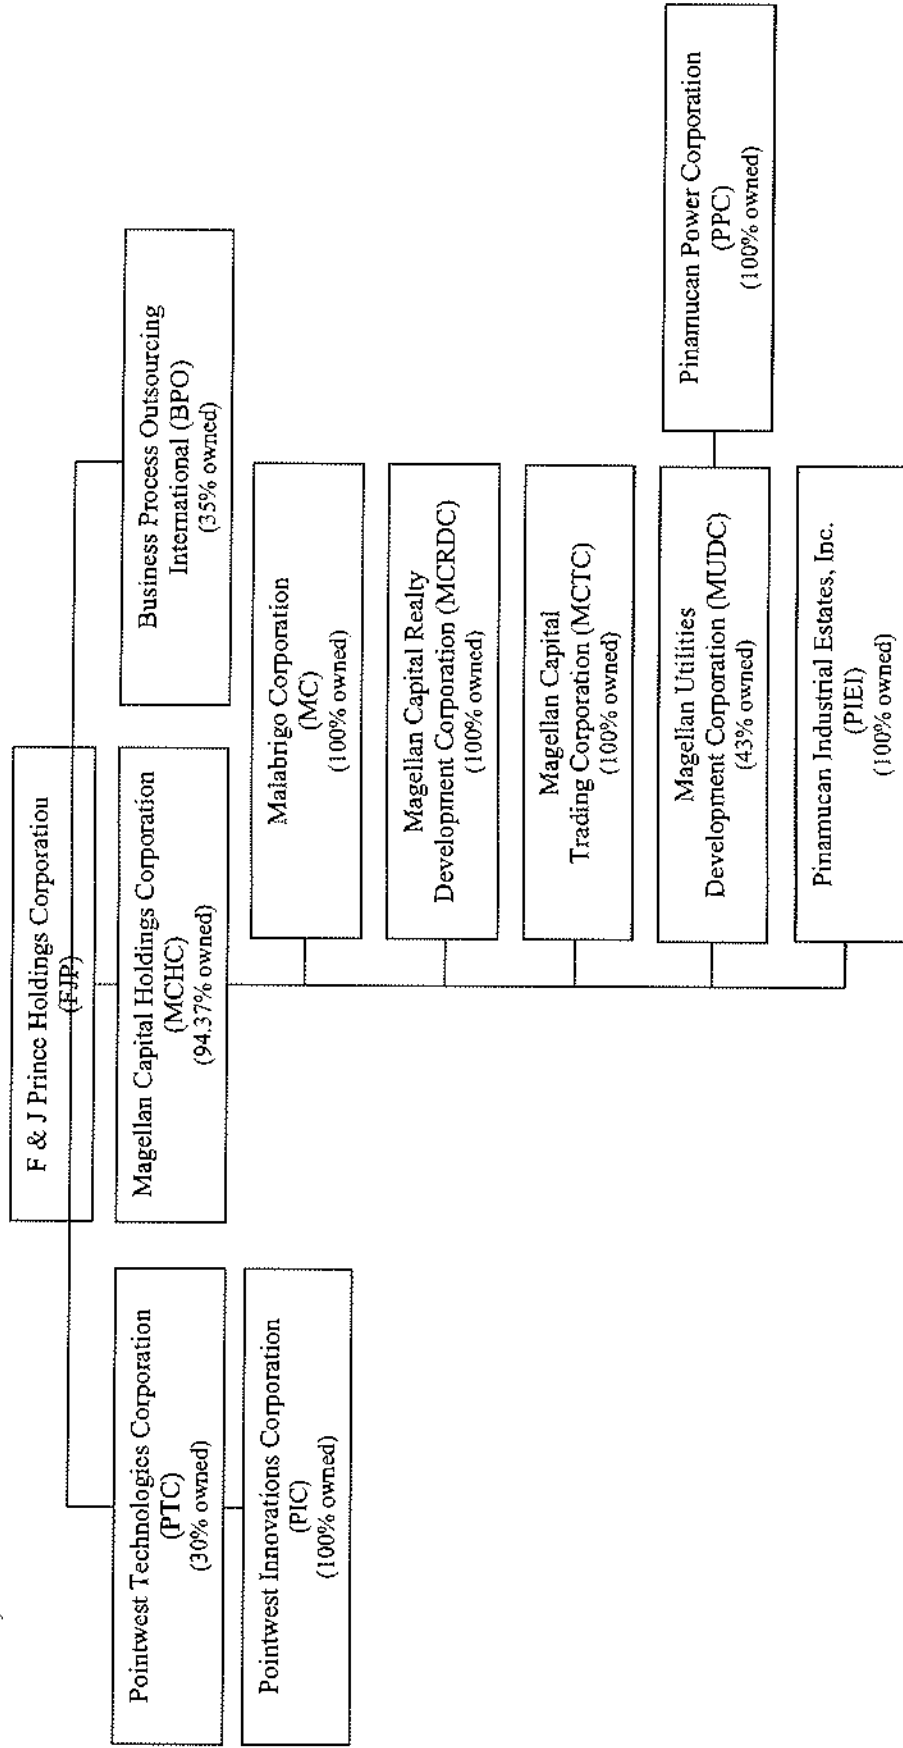 F & J Prince Holdings Corporation
(FJP)
Pointwest Technologies Corporation
(PTC)
(30% owned)
Magellan Capital Holdings Corporation
(MCHC)
(94.37% owned)
Business Process Outsourcing
International (BPO)
(35% owned)
Pointwest Innovations Corporation
(PIC)
(100% owned)
Malabrigo Corporation
(MC)
(100% owned)
Magellan Capital Realty
Development Corporation (MCRDC)
(100% owned)
Magellan Capital
Trading Corporation (MCTC)
(100% owned)
Magellan Utilities
Development Corporation (MUDC)
(43% owned)
Pinamucan Power Corporation
(PPC)
(100% owned)
Pinamucan Industrial Estates, Inc.
(PIEI)
(100% owned)